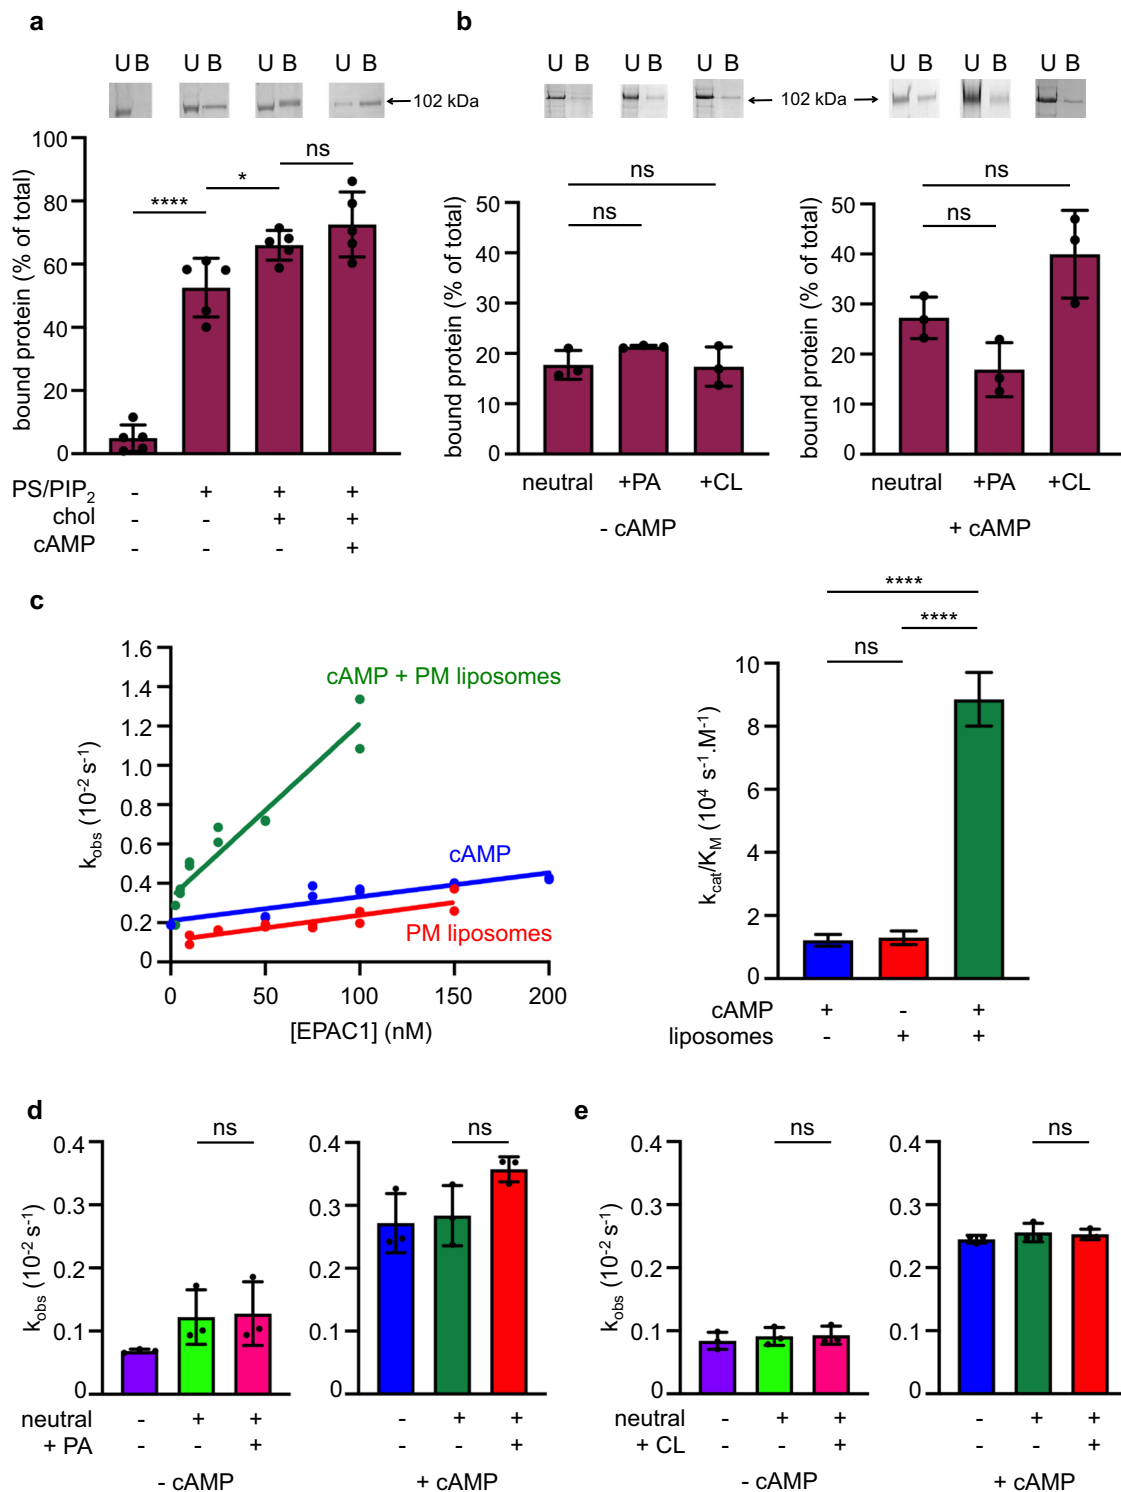 a
b
U B U B U B U B
102 kDa
U B U B U B
102 kDa
U B U B U B
bound protein (% of total)
100
80
60
40
20
0
****
*
ns
PS/PIP2 - + + +
chol - - + +
cAMP - - - +
bound protein (% of total)
50
40
30
20
10
0
ns
ns
neutral +PA +CL
- cAMP
bound protein (% of total)
50
40
30
20
10
0
ns
ns
neutral +PA +CL
+ cAMP
c
kobs (10-2 s-1)
1.6
1.4
1.2
1.0
0.8
0.6
0.4
0.2
0
cAMP + PM liposomes
cAMP
PM liposomes
0 50 100 150 200
[EPAC1] (nM)
kcat/KM (104 s-1.M-1)
10
8
6
4
2
0
****
****
ns
cAMP + - +
liposomes - + +
d
kobs (10-2 s-1)
0.4
0.3
0.2
0.1
0
ns
neutral - + +
+ PA - - +
- cAMP
0.4
0.3
0.2
0.1
0
ns
- + +
- - +
+ cAMP
e
kobs (10-2 s-1)
0.4
0.3
0.2
0.1
0
ns
neutral - + +
+ CL - - +
- cAMP
0.4
0.3
0.2
0.1
0
ns
- + +
- - +
+ cAMP